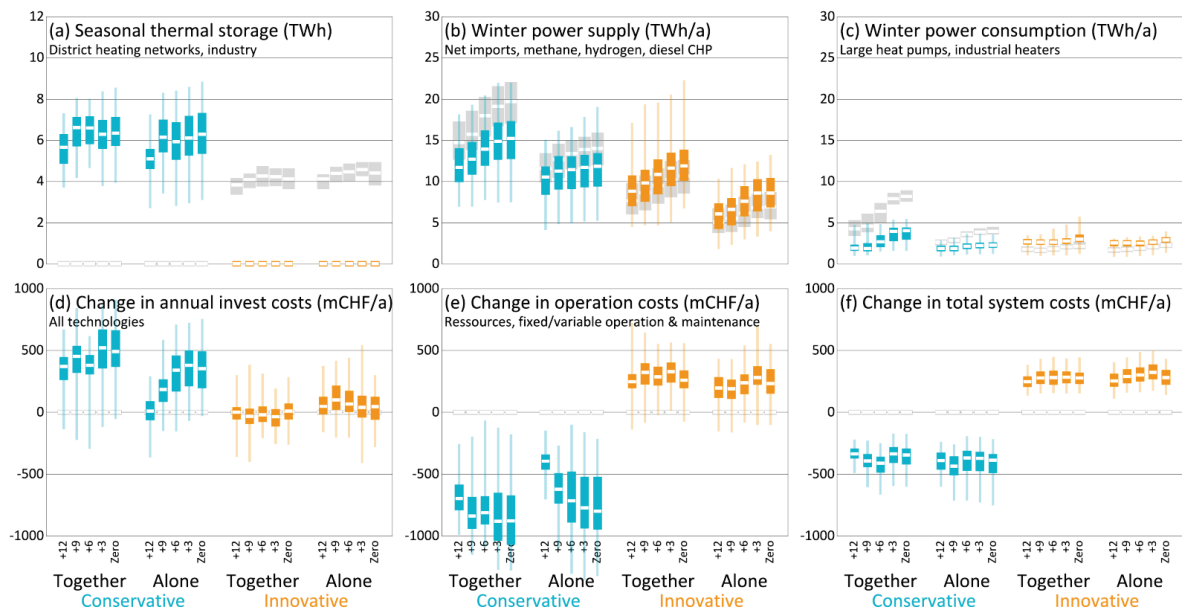 (a) Seasonal thermal storage (TWh)
District heating networks, industry
12
10
8
6
4
2
0
(b) Winter power supply (TWh/a)
Net imports, methane, hydrogen, diesel CHP
30
25
20
15
10
5
0
(c) Winter power consumption (TWh/a)
Large heat pumps, industrial heaters
30
25
20
15
10
5
0
(d) Change in annual invest costs (mCHF/a)
All technologies
1000
500
0
-500
-1000
(e) Change in operation costs (mCHF/a)
Ressources, fixed/variable operation & maintenance
1000
500
0
-500
-1000
(f) Change in total system costs (mCHF/a)
1000
500
0
-500
-1000
+12 +9 +6 +3 Zero +12 +9 +6 +3 Zero +12 +9 +6 +3 Zero +12 +9 +6 +3 Zero
Together Alone Together Alone
Conservative Innovative
+12 +9 +6 +3 Zero +12 +9 +6 +3 Zero +12 +9 +6 +3 Zero +12 +9 +6 +3 Zero
Together Alone Together Alone
Conservative Innovative
+12 +9 +6 +3 Zero +12 +9 +6 +3 Zero +12 +9 +6 +3 Zero +12 +9 +6 +3 Zero
Together Alone Together Alone
Conservative Innovative